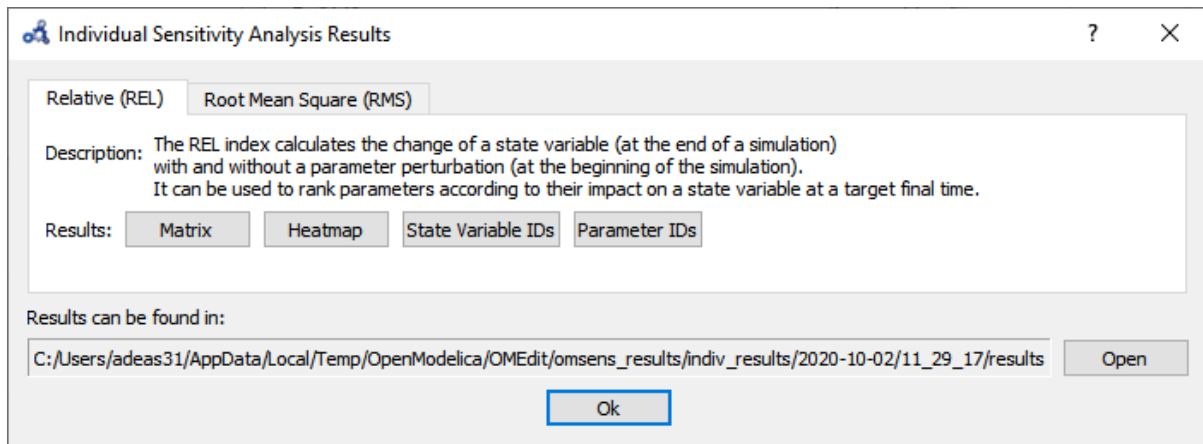 Individual Sensitivity Analysis Results
?
Relative (REL) Root Mean Square (RMS)
Description: The REL index calculates the change of a state variable (at the end of a simulation)
with and without a parameter perturbation (at the beginning of the simulation).
It can be used to rank parameters according to their impact on a state variable at a target final time.
Results: Matrix Heatmap State Variable IDs Parameter IDs
Results can be found in:
C:/Users/adeas31/AppData/Local/Temp/OpenModelica/OMEdit/omsens_results/indiv_results/2020-10-02/11_29_17/results Open
Ok